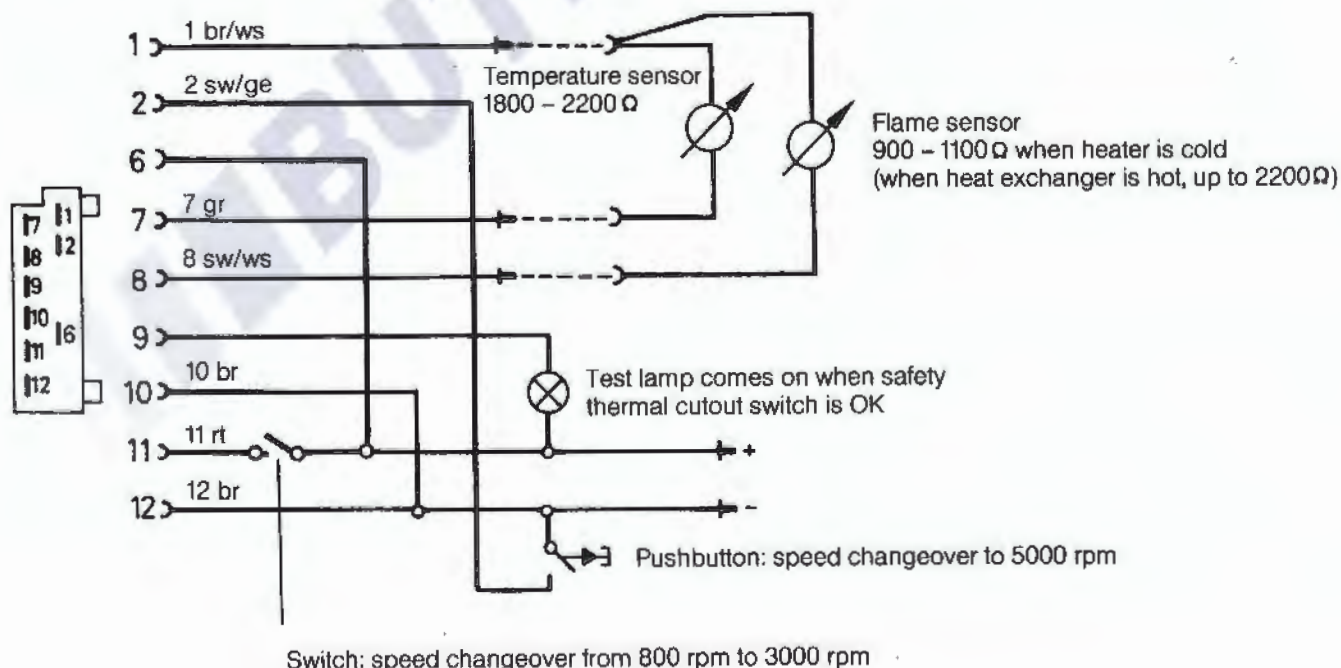 1 1 br/ws
Temperature sensor
1800 – 2200 Ω
2 2 sw/ge
Flame sensor
900 – 1100 Ω when heater is cold
(when heat exchanger is hot, up to 2200Ω)
6
7 7 gr
8 8 sw/ws
9
10 10 br
Test lamp comes on when safety
thermal cutout switch is OK
11 11 rt
+
12 12 br
-
Pushbutton: speed changeover to 5000 rpm
Switch: speed changeover from 800 rpm to 3000 rpm
7 1
8 2
9
10
6
11
12